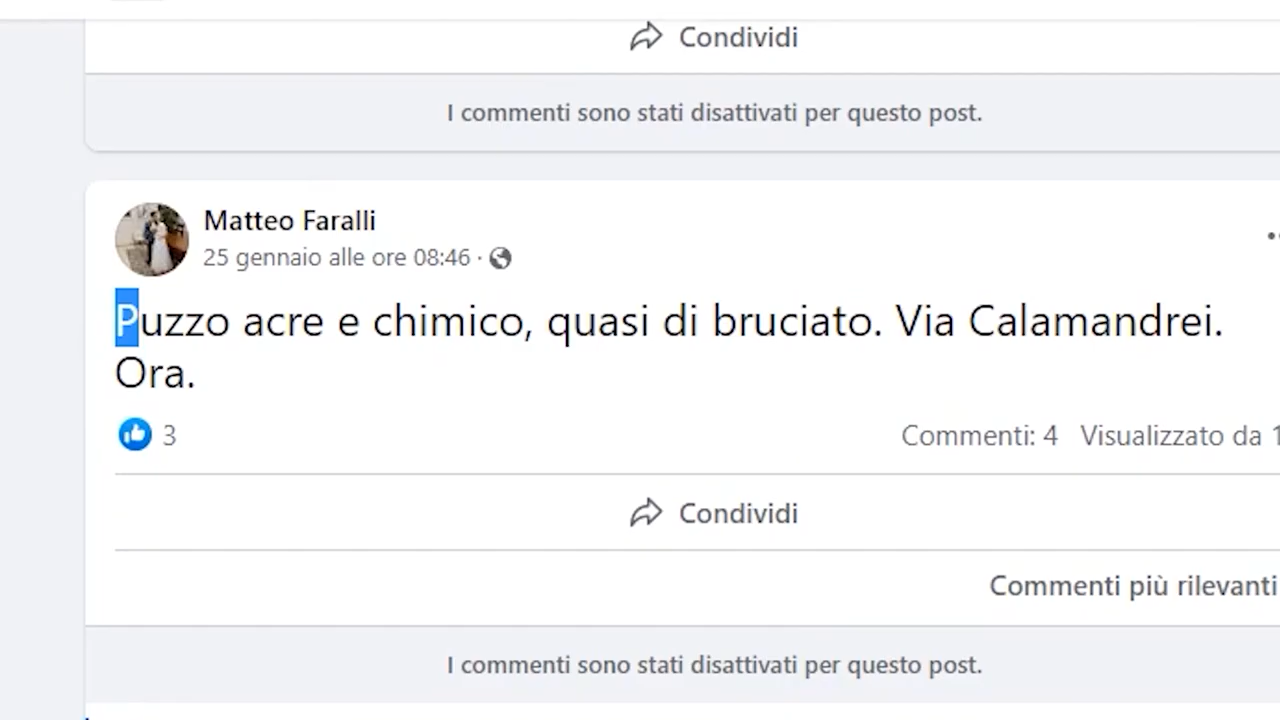 Condividi
I commenti sono stati disattivati per questo post.
Matteo Faralli
25 gennaio alle ore 08:46 ·
Puzzo acre e chimico, quasi di bruciato. Via Calamandrei.
Ora.
3
Commenti: 4 Visualizzato da 1
Condividi
Commenti più rilevanti
I commenti sono stati disattivati per questo post.